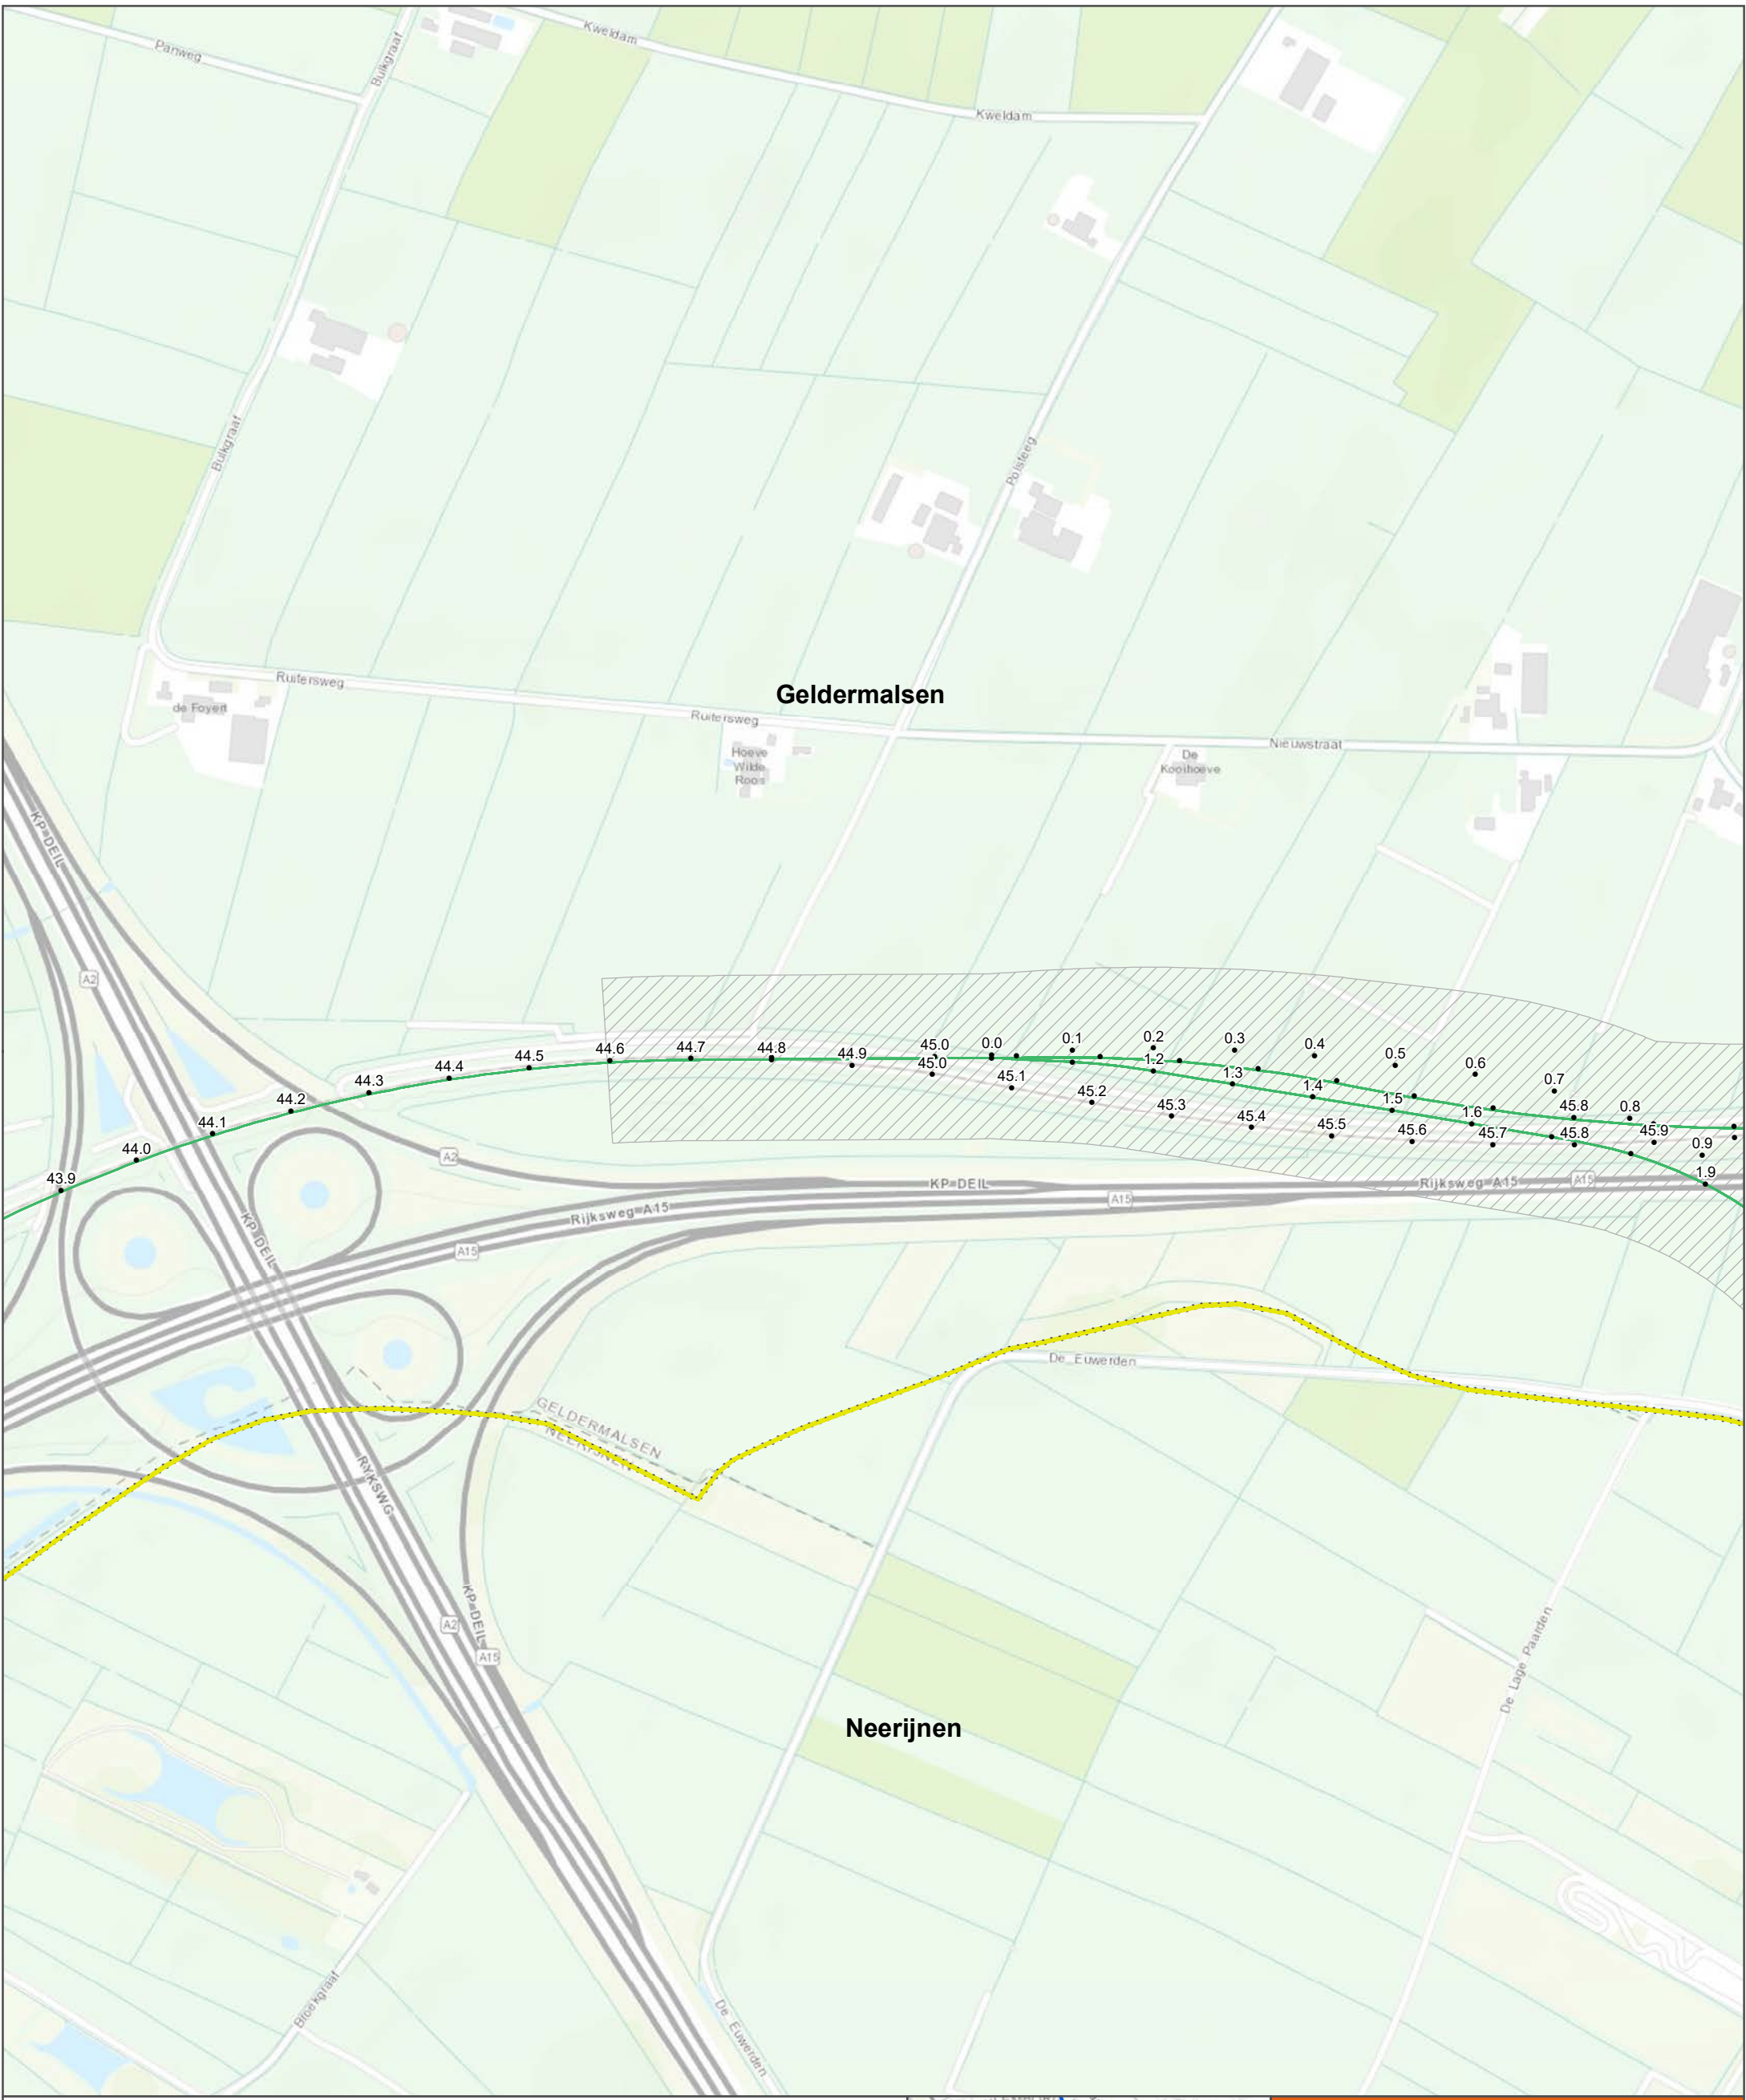 Kweldam
Panweg
Bulkgraaf
Kweldam
Bulkgraaf
Polsteeg
Ruitersweg
Geldermalsen
de Foyert
Ruitersweg
Nieuwstraat
Hoeve
Wilde
Roos
De
Kooihoeve
KP-DEIL
A2
45.0
0.0
0.1
0.2
0.3
0.4
0.5
0.6
0.7
0.8
0.9
44.6
44.7
44.8
44.9
45.0
1.2
1.3
1.4
1.5
1.6
45.8
45.9
1.9
44.5
44.4
44.3
44.2
44.1
44.0
43.9
45.1
45.2
45.3
45.4
45.5
45.6
45.7
45.8
A2
KP-DEIL
Rijksweg A15
A15
A15
KP-DEIL
Rijksweg A15
A15
De Euwerden
GELDERMALSEN
NEERIJNEN
RYKSWG
KP-DEIL
A2
A15
De Lage Paarden
Neerijnen
Broekgraaf
De Euwerden